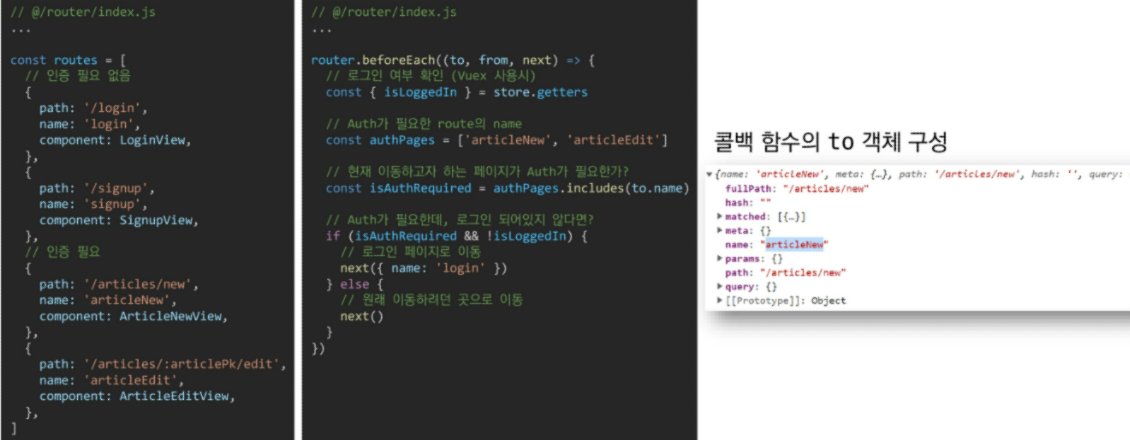 // @/router/index.js
...
const routes = [
  // 인증 필요 없음
  {
    path: '/login',
    name: 'login',
    component: LoginView,
  },
  {
    path: '/signup',
    name: 'signup',
    component: SignupView,
  },
  // 인증 필요
  {
    path: '/articles/new',
    name: 'articleNew',
    component: ArticleNewView,
  },
  {
    path: '/articles/:articlePk/edit',
    name: 'articleEdit',
    component: ArticleEditView,
  },
]
// @/router/index.js
...
router.beforeEach((to, from, next) => {
  // 로그인 여부 확인 (Vuex 사용시)
  const { isLoggedIn } = store.getters
  // Auth가 필요한 route의 name
  const authPages = ['articleNew', 'articleEdit']
  // 현재 이동하고자 하는 페이지가 Auth가 필요한가?
  const isAuthRequired = authPages.includes(to.name)
  // Auth가 필요한데, 로그인 되어있지 않다면?
  if (isAuthRequired && !isLoggedIn) {
    // 로그인 페이지로 이동
    next({ name: 'login' })
  } else {
    // 원래 이동하려던 곳으로 이동
    next()
  }
})
콜백 함수의 to 객체 구성
▼{name: 'articleNew', meta: {…}, path: '/articles/new', hash: '', query:
  fullPath: "/articles/new"
  hash: ""
▶matched: [{…}]
▶meta: {}
  name: "articleNew"
▶params: {}
  path: "/articles/new"
▶query: {}
▶[[Prototype]]: Object